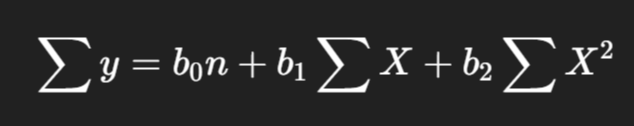 ∑ y = b₀n + b₁ ∑ X + b₂ ∑ X²